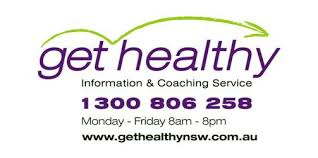 get healthy
Information & Coaching Service
1300 806 258
Monday - Friday 8am - 8pm
www.gethealthynsw.com.au